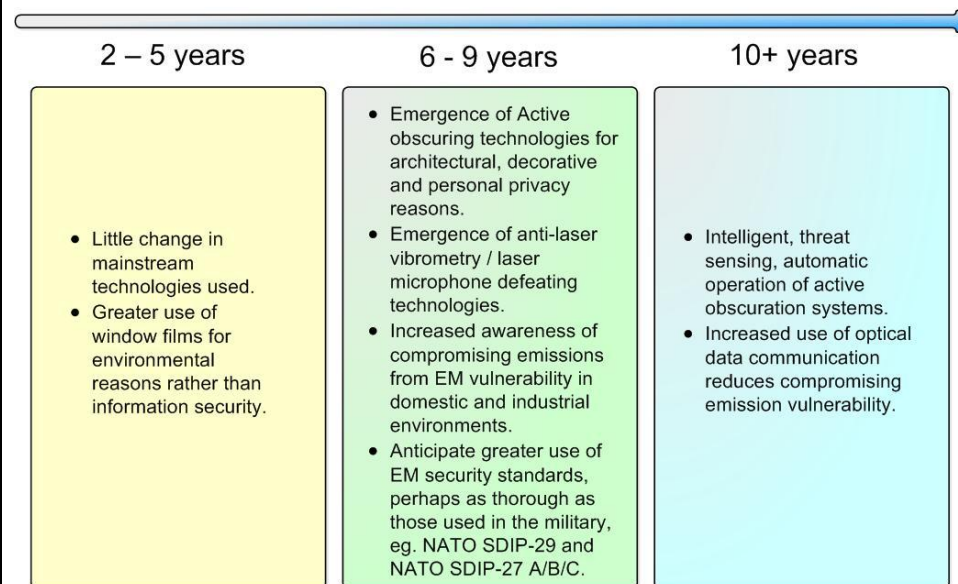 2 – 5 years
6 - 9 years
10+ years
• Little change in
mainstream
technologies used.
• Greater use of
window films for
environmental
reasons rather than
information security.
• Emergence of Active
obscuring technologies for
architectural, decorative
and personal privacy
reasons.
• Emergence of anti-laser
vibrometry / laser
microphone defeating
technologies.
• Increased awareness of
compromising emissions
from EM vulnerability in
domestic and industrial
environments.
• Anticipate greater use of
EM security standards,
perhaps as thorough as
those used in the military,
eg. NATO SDIP-29 and
NATO SDIP-27 A/B/C.
• Intelligent, threat
sensing, automatic
operation of active
obscuration systems.
• Increased use of optical
data communication
reduces compromising
emission vulnerability.